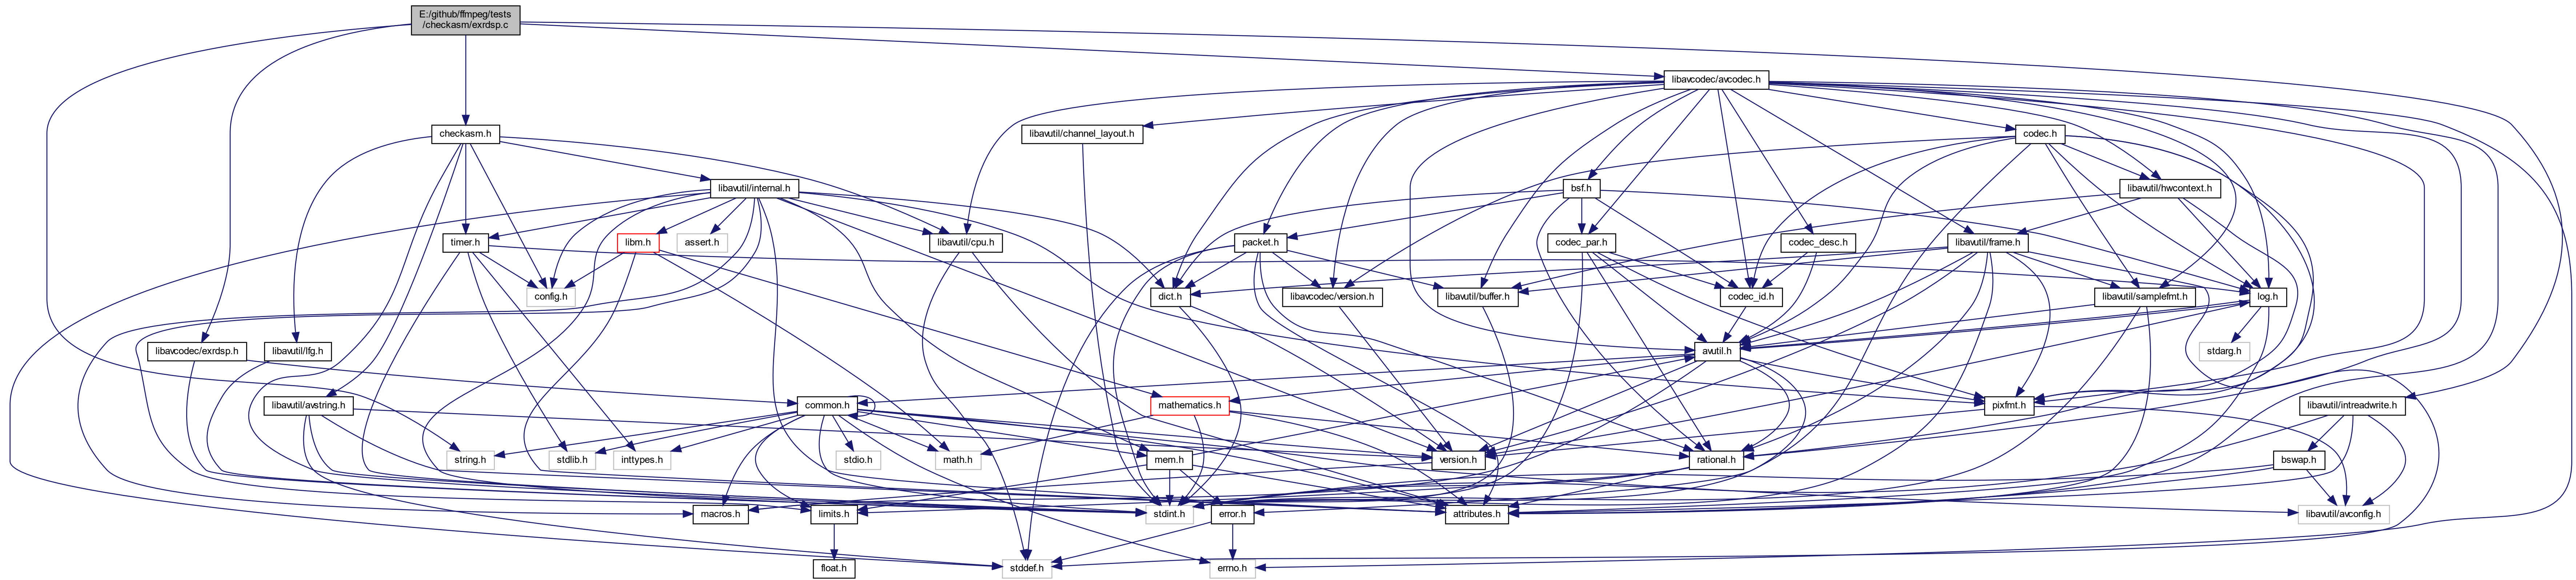 E:/github/ffmpeg/tests
/checkasm/exrdsp.c
libavcodec/avcodec.h
checkasm.h
libavutil/channel_layout.h
codec.h
libavutil/internal.h
bsf.h
libavutil/hwcontext.h
timer.h
libm.h
assert.h
libavutil/cpu.h
packet.h
codec_par.h
codec_desc.h
libavutil/frame.h
config.h
dict.h
libavcodec/version.h
libavutil/buffer.h
codec_id.h
libavutil/samplefmt.h
log.h
libavcodec/exrdsp.h
libavutil/lfg.h
avutil.h
stdarg.h
libavutil/avstring.h
common.h
mathematics.h
pixfmt.h
libavutil/intreadwrite.h
string.h
stdlib.h
inttypes.h
stdio.h
math.h
mem.h
version.h
rational.h
bswap.h
macros.h
limits.h
stdint.h
error.h
attributes.h
libavutil/avconfig.h
float.h
stddef.h
errno.h